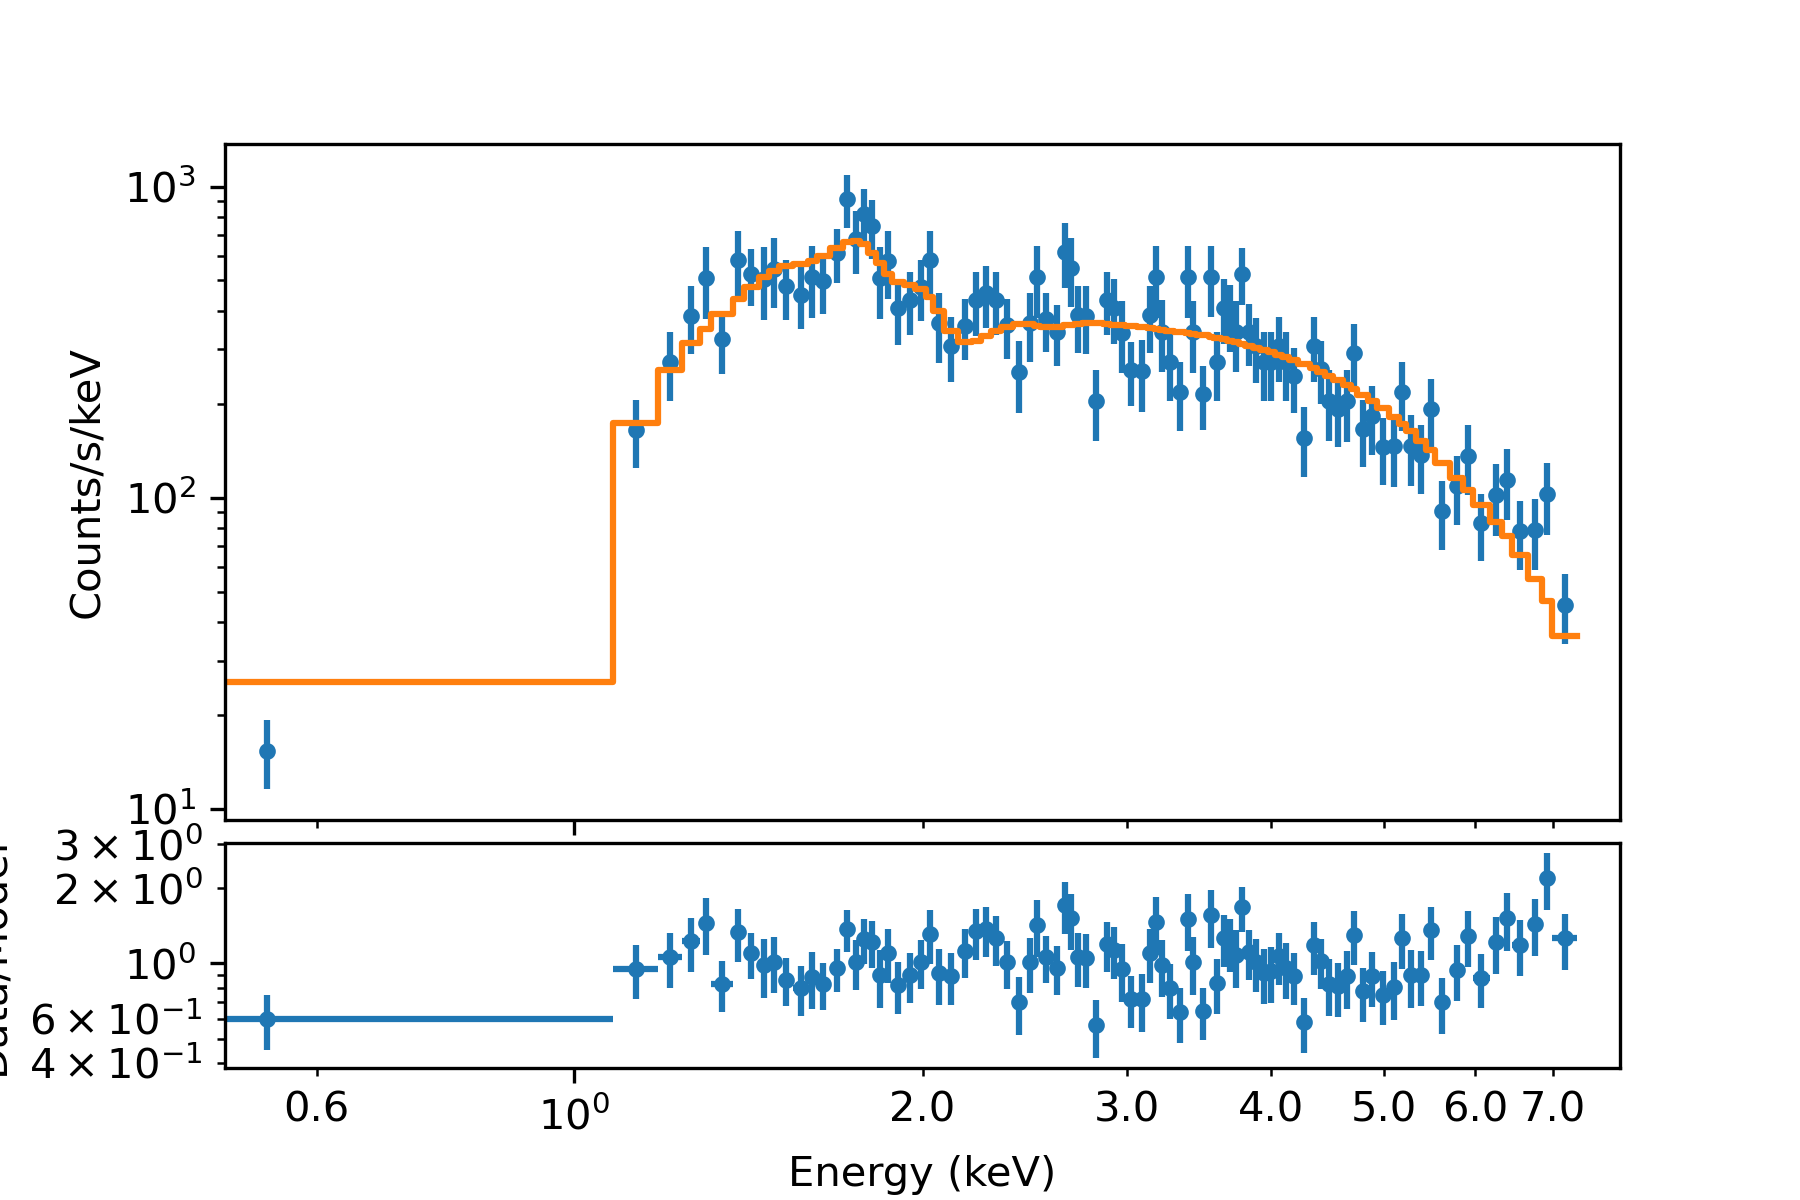 Counts/s/keV
10³
10²
10¹
3 × 10⁰
2 × 10⁰
10⁰
6 × 10⁻¹
4 × 10⁻¹
0.6 10⁰ 2.0 3.0 4.0 5.0 6.0 7.0
Energy (keV)